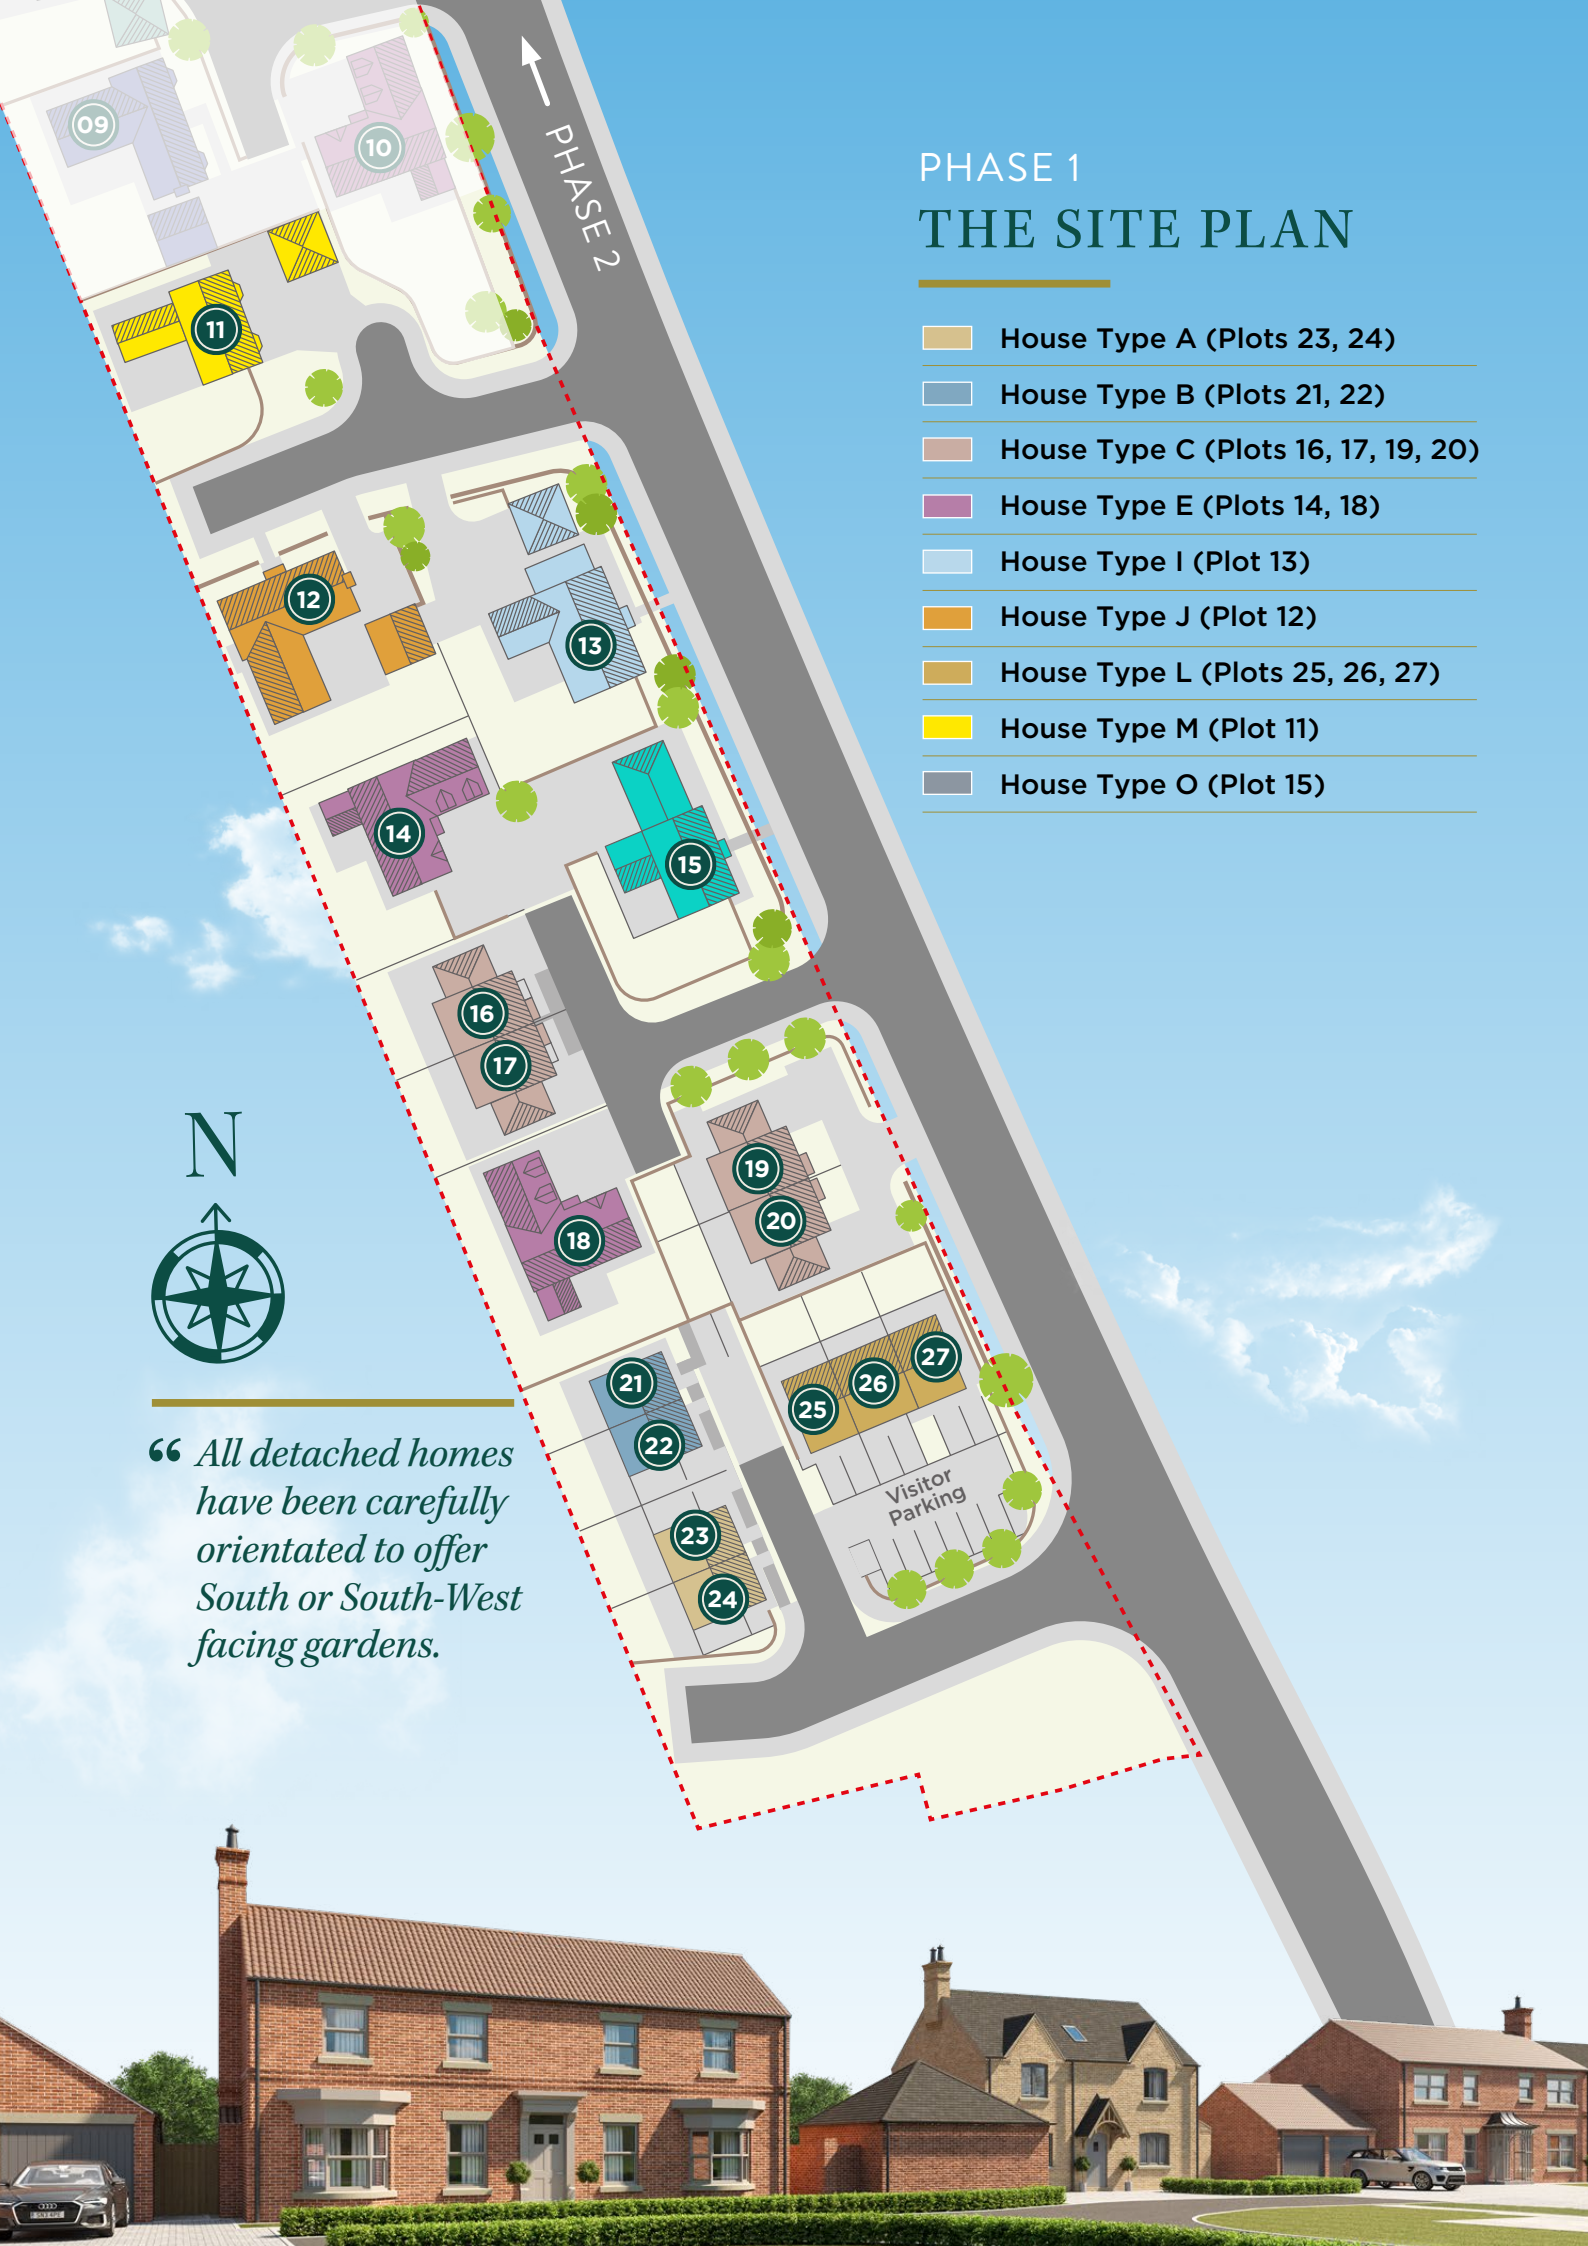 PHASE 1
THE SITE PLAN
House Type A (Plots 23, 24)
House Type B (Plots 21, 22)
House Type C (Plots 16, 17, 19, 20)
House Type E (Plots 14, 18)
House Type I (Plot 13)
House Type J (Plot 12)
House Type L (Plots 25, 26, 27)
House Type M (Plot 11)
House Type O (Plot 15)
PHASE 2
09
10
11
12
13
14
15
16
17
18
19
20
21
22
23
24
25
26
27
Visitor
Parking
N
“ All detached homes
have been carefully
orientated to offer
South or South-West
facing gardens.